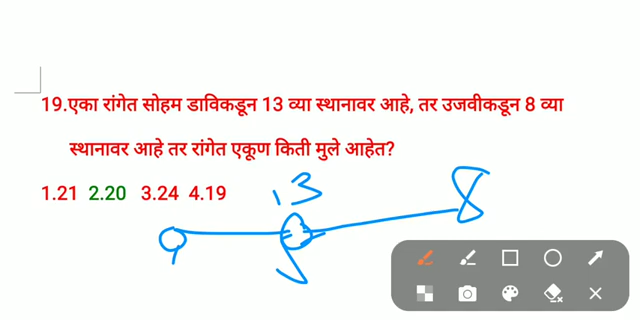 19.एका रांगेत सोहम डाविकडून 13 व्या स्थानावर आहे, तर उजवीकडून 8 व्या
स्थानावर आहे तर रांगेत एकूण किती मुले आहेत?
1.21 2.20 3.24 4.19
13
8